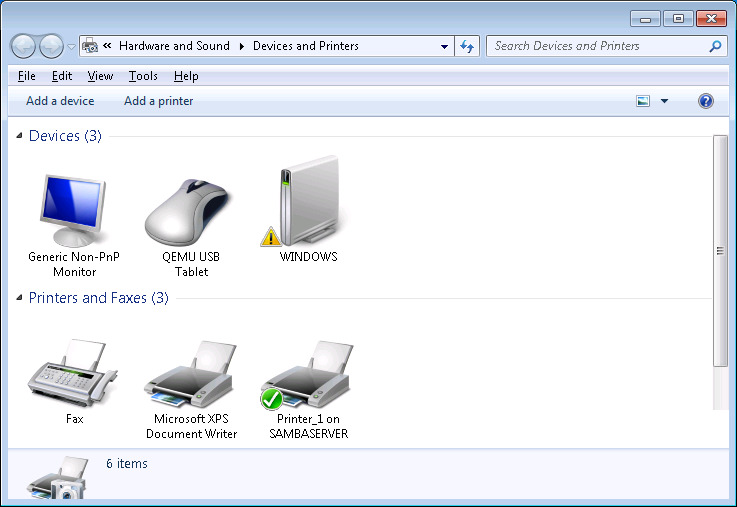 « Hardware and Sound Devices and Printers Search Devices and Printers
File Edit View Tools Help
Add a device Add a printer
Devices (3)
Generic Non-PnP
Monitor
QEMU USB
Tablet
WINDOWS
Printers and Faxes (3)
Fax
Microsoft XPS
Document Writer
Printer_1 on
SAMBASERVER
6 items